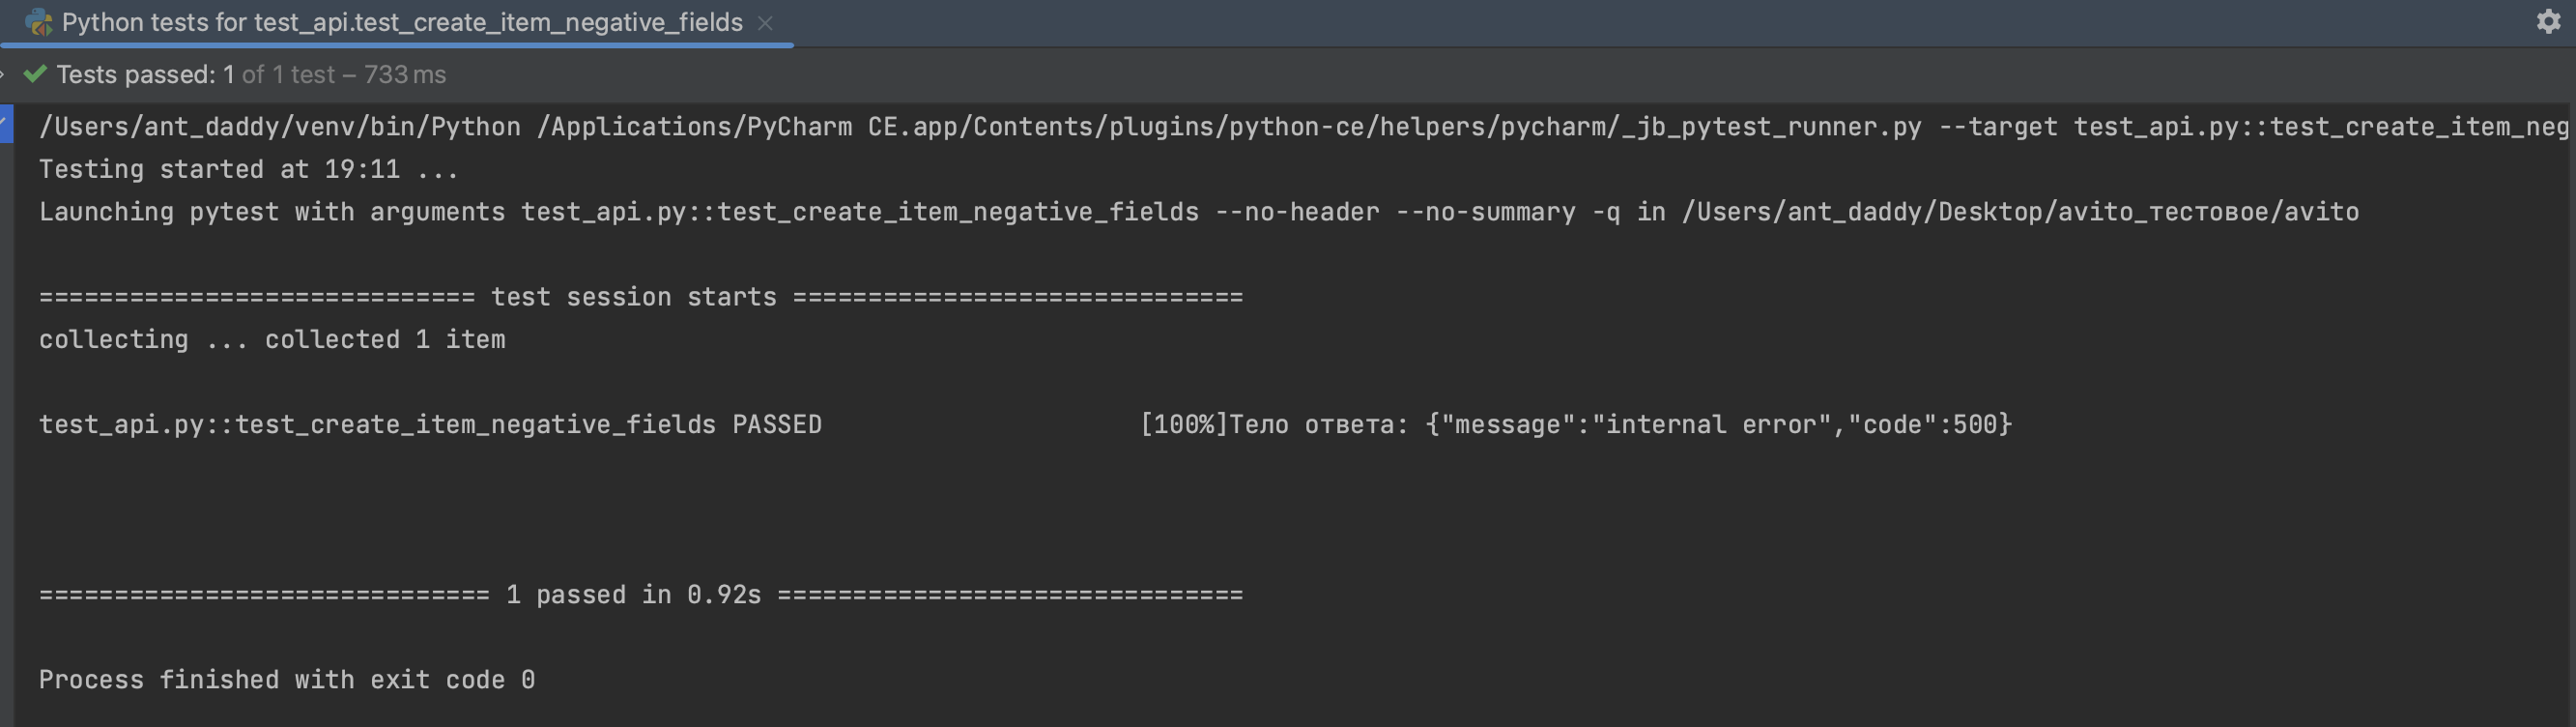 Python tests for test_api.test_create_item_negative_fields
Tests passed: 1 of 1 test – 733 ms
/Users/ant_daddy/venv/bin/Python /Applications/PyCharm CE.app/Contents/plugins/python-ce/helpers/pycharm/_jb_pytest_runner.py --target test_api.py::test_create_item_neg
Testing started at 19:11 ...
Launching pytest with arguments test_api.py::test_create_item_negative_fields --no-header --no-summary -q in /Users/ant_daddy/Desktop/avito_тестовое/avito
============================= test session starts ==============================
collecting ... collected 1 item
test_api.py::test_create_item_negative_fields PASSED                     [100%]Тело ответа: {"message":"internal error","code":500}
============================== 1 passed in 0.92s ===============================
Process finished with exit code 0